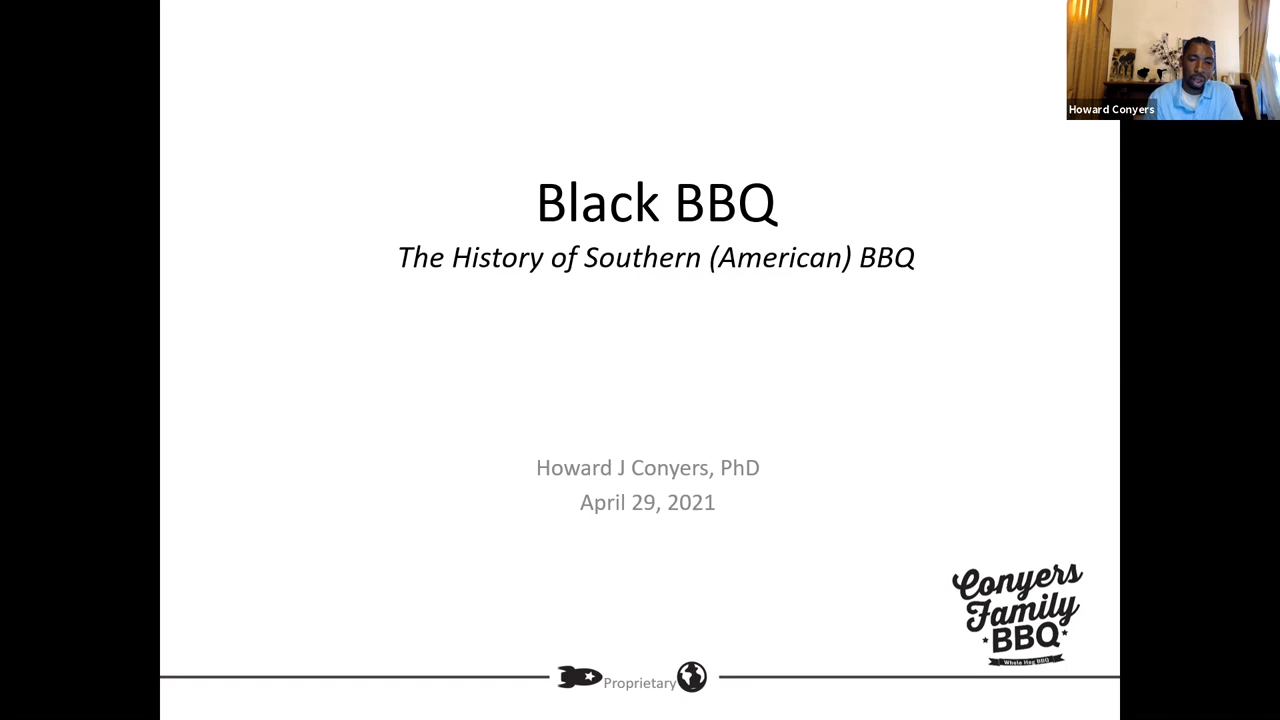 Howard Conyers
Black BBQ
The History of Southern (American) BBQ
Howard J Conyers, PhD
April 29, 2021
Conyers
Family
BBQ
Whole Hog BBQ
Proprietary